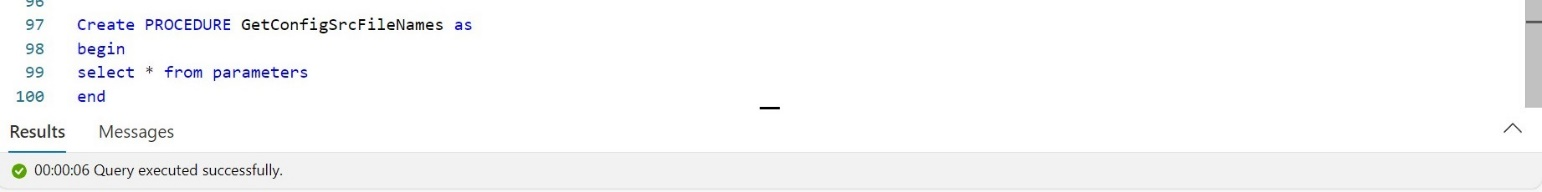 96
97 Create PROCEDURE GetConfigSrcFileNames as
98 begin
99 select * from parameters
100 end
Results Messages
00:00:06 Query executed successfully.